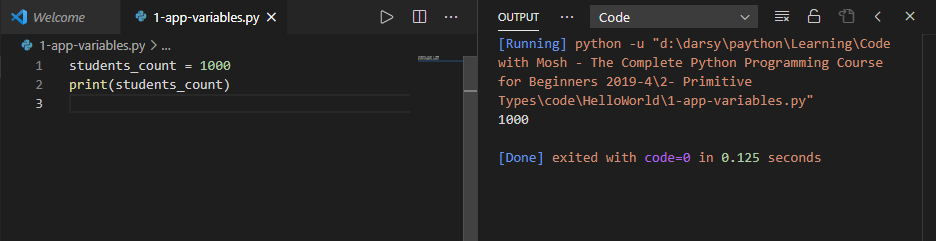 Welcome
1-app-variables.py
1-app-variables.py > ...
1 students_count = 1000
2 print(students_count)
3
OUTPUT ... Code
[Running] python -u "d:\darsy\paython\Learning\Code
with Mosh - The Complete Python Programming Course
for Beginners 2019-4\2- Primitive
Types\code\HelloWorld\1-app-variables.py"
1000
[Done] exited with code=0 in 0.125 seconds